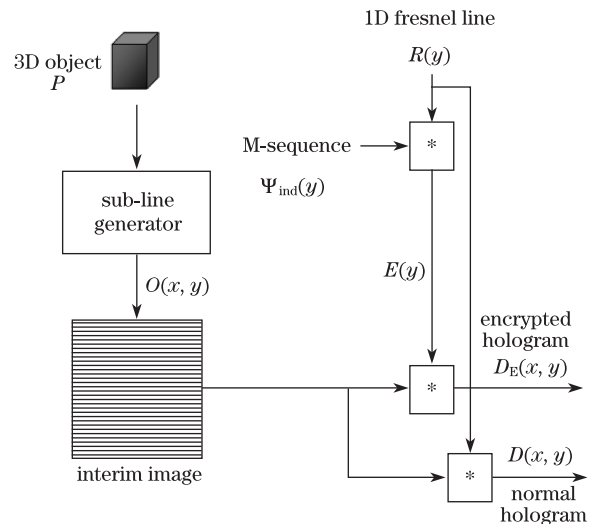 1D fresnel line
R(y)
3D object
P
M-sequence
*
Ψind(y)
sub-line
generator
E(y)
O(x, y)
encrypted
hologram
*
DE(x, y)
D(x, y)
*
interim image
normal
hologram